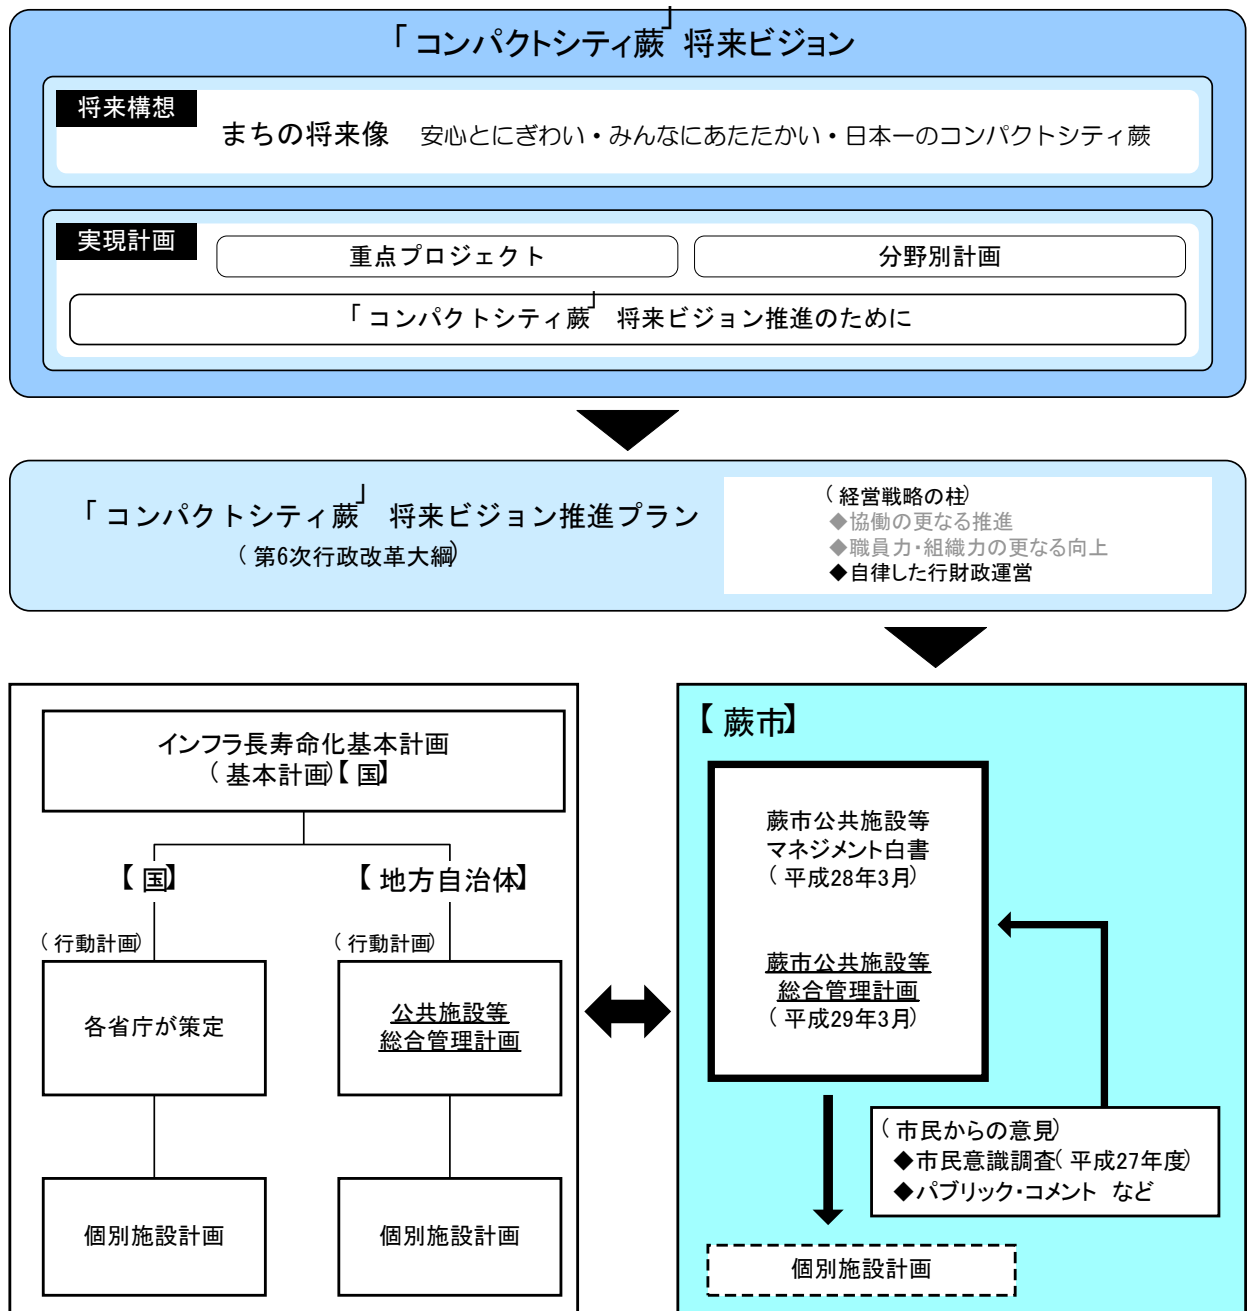 「コンパクトシティ蕨」将来ビジョン
将来構想
まちの将来像 安心とにぎわい・みんなにあたたかい・日本一のコンパクトシティ蕨
実現計画
重点プロジェクト
分野別計画
「コンパクトシティ蕨」将来ビジョン推進のために
「コンパクトシティ蕨」将来ビジョン推進プラン
(第6次行政改革大綱)
(経営戦略の柱)
◆協働の更なる推進
◆職員力・組織力の更なる向上
◆自律した行財政運営
インフラ長寿命化基本計画
(基本計画)【国】
【国】
【地方自治体】
(行動計画)
(行動計画)
各省庁が策定
公共施設等
総合管理計画
個別施設計画
個別施設計画
【蕨市】
蕨市公共施設等
マネジメント白書
(平成28年3月)
蕨市公共施設等
総合管理計画
(平成29年3月)
(市民からの意見)
◆市民意識調査(平成27年度)
◆パブリック・コメント など
個別施設計画